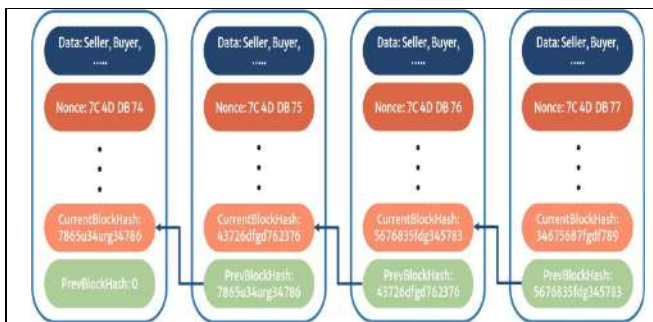 Data: Seller, Buyer,
.....
Nonce: 7C 4D DB 74
CurrentBlockHash:
7865u34urg34786
PrevBlockHash: 0
Data: Seller, Buyer,
.....
Nonce: 7C 4D DB 75
CurrentBlockHash:
43726dfgd762376
PrevBlockHash:
7865u34urg34786
Data: Seller, Buyer,
.....
Nonce: 7C 4D DB 76
CurrentBlockHash:
5676835fdg345783
PrevBlockHash:
43726dfgd762376
Data: Seller, Buyer,
.....
Nonce: 7C 4D DB 77
CurrentBlockHash:
34675687fgdf789
PrevBlockHash:
5676835fdg345783